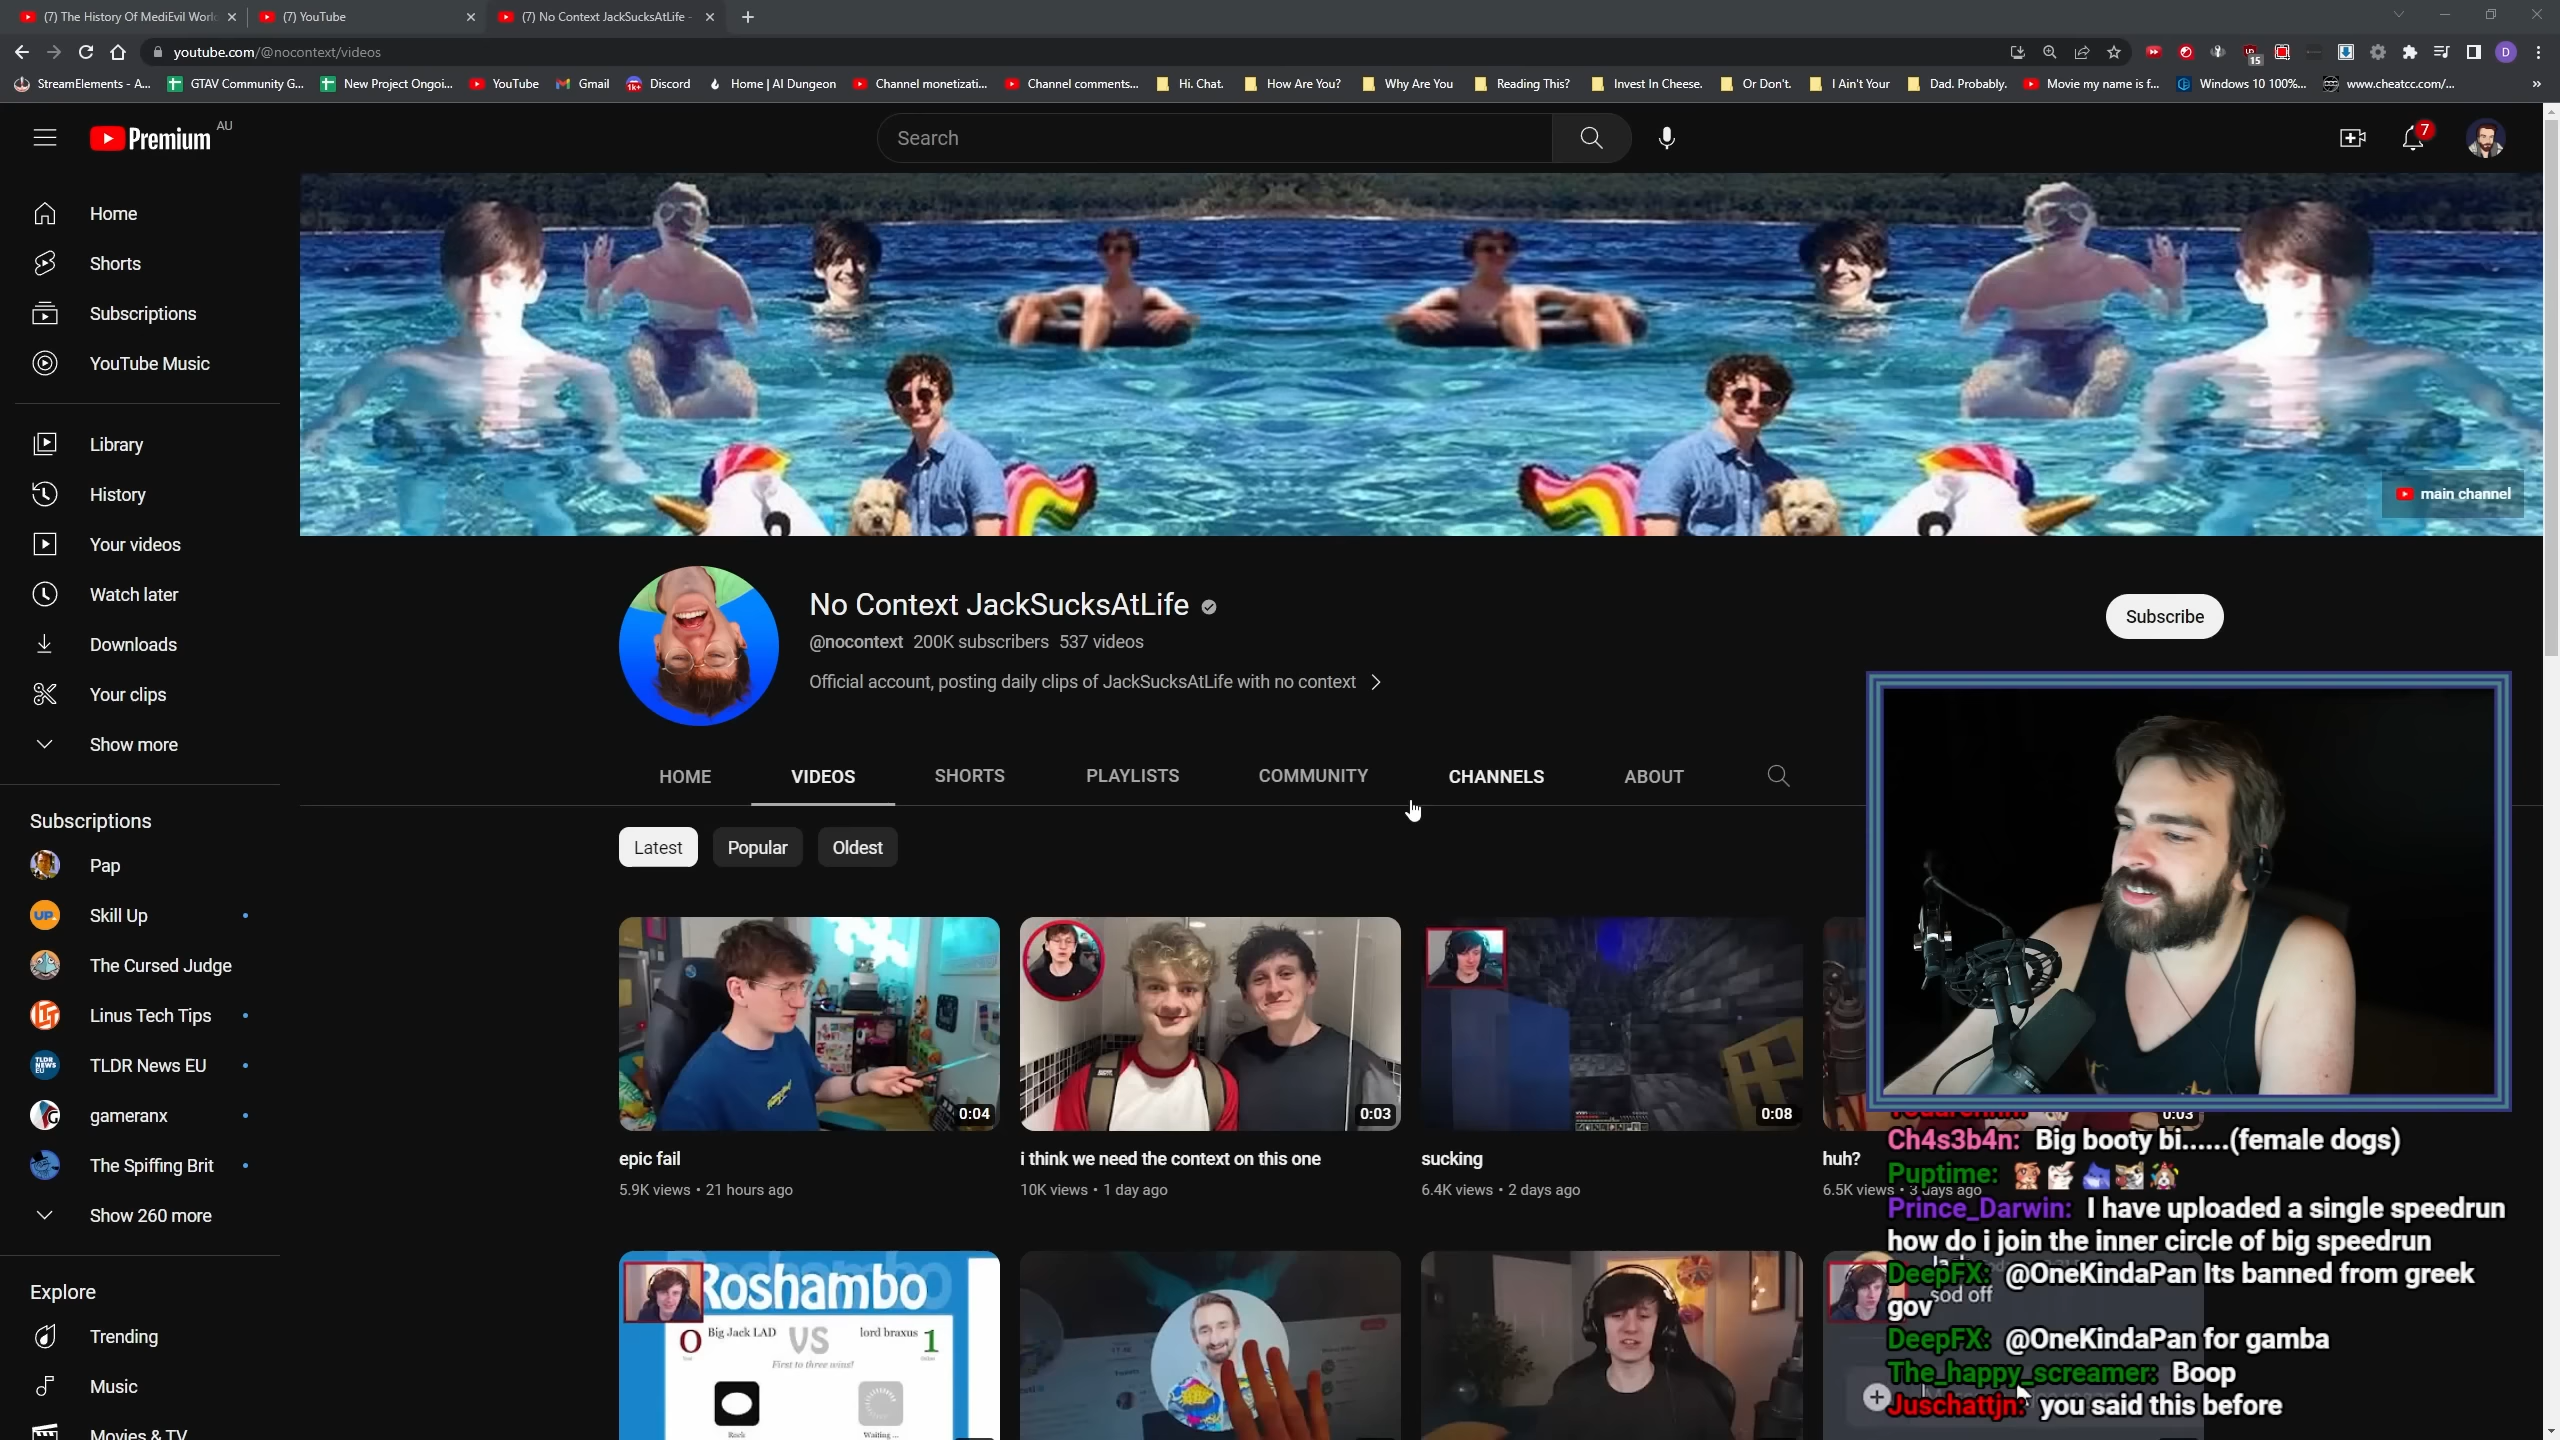 (7) The History Of MediEvil Worl
(7) YouTube
(7) No Context JackSucksAtLife -
youtube.com/@nocontext/videos
15
D
StreamElements - A...
GTAV Community G...
New Project Ongoi...
YouTube
Gmail
1K+
Discord
Home | AI Dungeon
Channel monetizati...
Channel comments...
Hi. Chat.
How Are You?
Why Are You
Reading This?
Invest In Cheese.
Or Don't.
I Ain't Your
Dad. Probably.
Movie my name is f...
Windows 10 100%...
www.cheatcc.com/...
»
Premium
AU
Search
7
Home
Shorts
Subscriptions
YouTube Music
Library
History
Your videos
Watch later
Downloads
Your clips
Show more
Subscriptions
Pap
Skill Up
The Cursed Judge
Linus Tech Tips
TLDR News EU
gameranx
The Spiffing Brit
Show 260 more
Explore
Trending
Music
Movies & TV
main channel
No Context JackSucksAtLife
@nocontext 200K subscribers 537 videos
Official account, posting daily clips of JackSucksAtLife with no context
Subscribe
HOME
VIDEOS
SHORTS
PLAYLISTS
COMMUNITY
CHANNELS
ABOUT
Latest
Popular
Oldest
0:04
0:03
0:08
0:03
epic fail
5.9K views • 21 hours ago
i think we need the context on this one
10K views • 1 day ago
sucking
6.4K views • 2 days ago
huh?
6.5K views • 3 days ago
Roshambo
0 Big Jack LAD VS lord braxus 1
First to three wins!
Rock
Waiting ...
sod off
Ch4s3b4n: Big booty bi......(female dogs)
Puptime:
Prince_Darwin: I have uploaded a single speedrun
how do i join the inner circle of big speedrun
DeepFX: @OneKindaPan Its banned from greek
gov
DeepFX: @OneKindaPan for gamba
The_happy_screamer: Boop
Juschattjn: you said this before